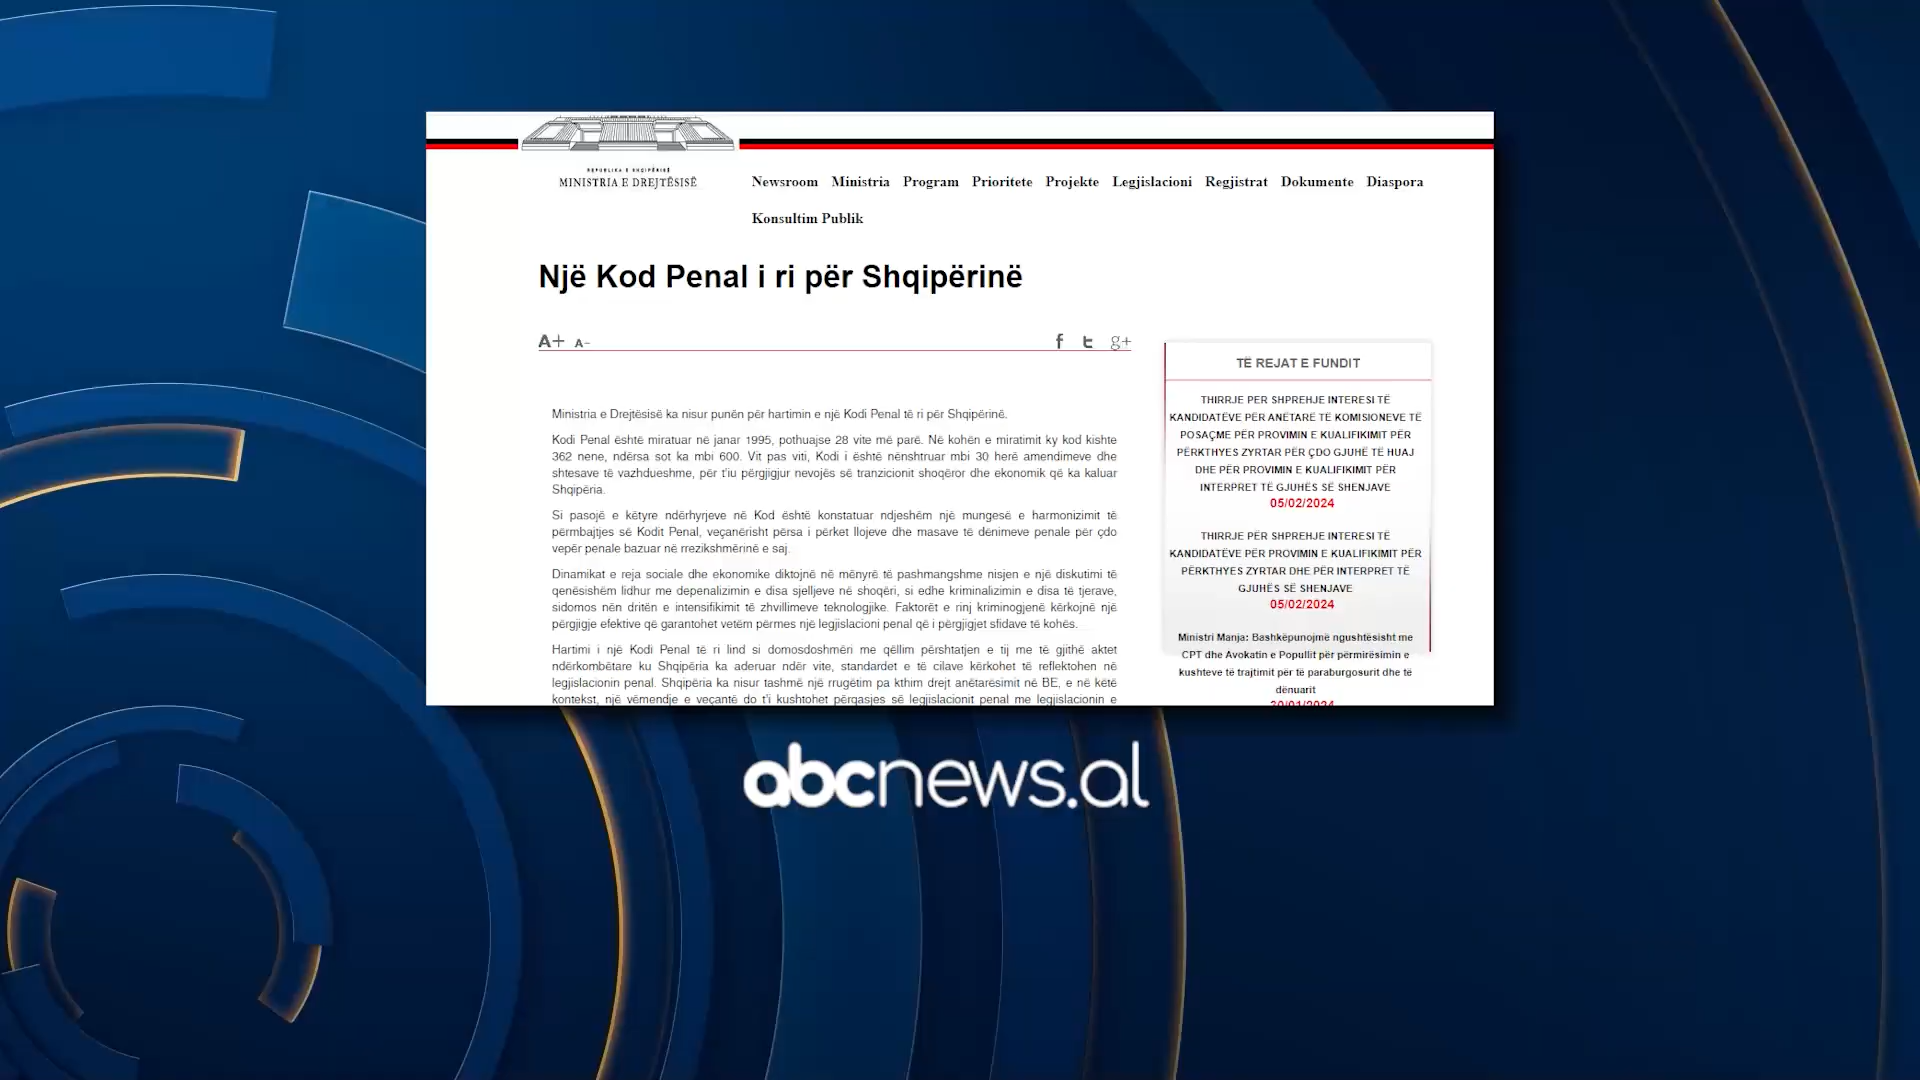 REPUBLIKA E SHQIPËRISË
MINISTRIA E DREJTËSISË
Newsroom Ministria Program Prioritete Projekte Legjislacioni Regjistrat Dokumente Diaspora
Konsultim Publik
Një Kod Penal i ri për Shqipërinë
A+ A-
f t g+
Ministria e Drejtësisë ka nisur punën për hartimin e një Kodi Penal të ri për Shqipërinë.
Kodi Penal është miratuar në janar 1995, pothuajse 28 vite më parë. Në kohën e miratimit ky kod kishte
362 nene, ndërsa sot ka mbi 600. Vit pas viti, Kodi i është nënshtruar mbi 30 herë amendimeve dhe
shtesave të vazhdueshme, për t'iu përgjigjur nevojës së tranzicionit shoqëror dhe ekonomik që ka kaluar
Shqipëria.
Si pasojë e këtyre ndërhyrjeve në Kod është konstatuar ndjeshëm një mungesë e harmonizimit të
përmbajtjes së Kodit Penal, veçanërisht përsa i përket llojeve dhe masave të dënimeve penale për çdo
vepër penale bazuar në rrezikshmërinë e saj.
Dinamikat e reja sociale dhe ekonomike diktojnë në mënyrë të pashmangshme nisjen e një diskutimi të
qenësishëm lidhur me depenalizimin e disa sjelljeve në shoqëri, si edhe kriminalizimin e disa të tjerave,
sidomos nën dritën e intensifikimit të zhvillimeve teknologjike. Faktorët e rinj kriminogjenë kërkojnë një
përgjigje efektive që garantohet vetëm përmes një legjislacioni penal që i përgjigjet sfidave të kohës.
Hartimi i një Kodi Penal të ri lind si domosdoshmëri me qëllim përshtatjen e tij me të gjithë aktet
ndërkombëtare ku Shqipëria ka aderuar ndër vite, standardet e të cilave kërkohet të reflektohen në
legjislacionin penal. Shqipëria ka nisur tashmë një rrugëtim pa kthim drejt anëtarësimit në BE, e në këtë
kontekst, një vëmendje e veçantë do t'i kushtohet përqasjes së legjislacionit penal me legjislacionin e
TË REJAT E FUNDIT
THIRRJE PER SHPREHJE INTERESI TË
KANDIDATËVE PËR ANËTARË TË KOMISIONEVE TË
POSAÇME PËR PROVIMIN E KUALIFIKIMIT PËR
PËRKTHYES ZYRTAR PËR ÇDO GJUHË TË HUAJ
DHE PËR PROVIMIN E KUALIFIKIMIT PËR
INTERPRET TË GJUHËS SË SHENJAVE
05/02/2024
THIRRJE PËR SHPREHJE INTERESI TË
KANDIDATËVE PËR PROVIMIN E KUALIFIKIMIT PËR
PËRKTHYES ZYRTAR DHE PËR INTERPRET TË
GJUHËS SË SHENJAVE
05/02/2024
Ministri Manja: Bashkëpunojmë ngushtësisht me
CPT dhe Avokatin e Popullit për përmirësimin e
kushteve të trajtimit për të paraburgosurit dhe të
dënuarit
30/01/2024
abcnews.al